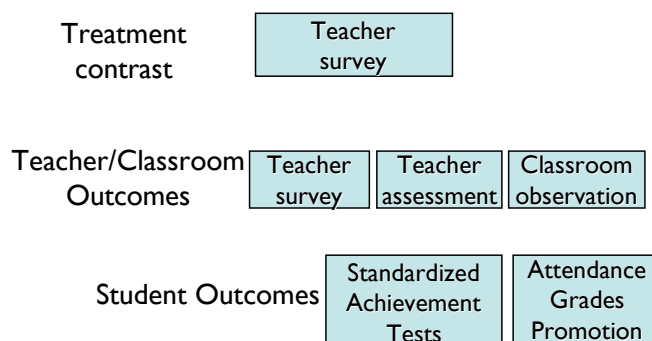 Treatment
contrast
Teacher
survey
Teacher/Classroom
Outcomes
Teacher
survey
Teacher
assessment
Classroom
observation
Student Outcomes
Standardized
Achievement
Tests
Attendance
Grades
Promotion